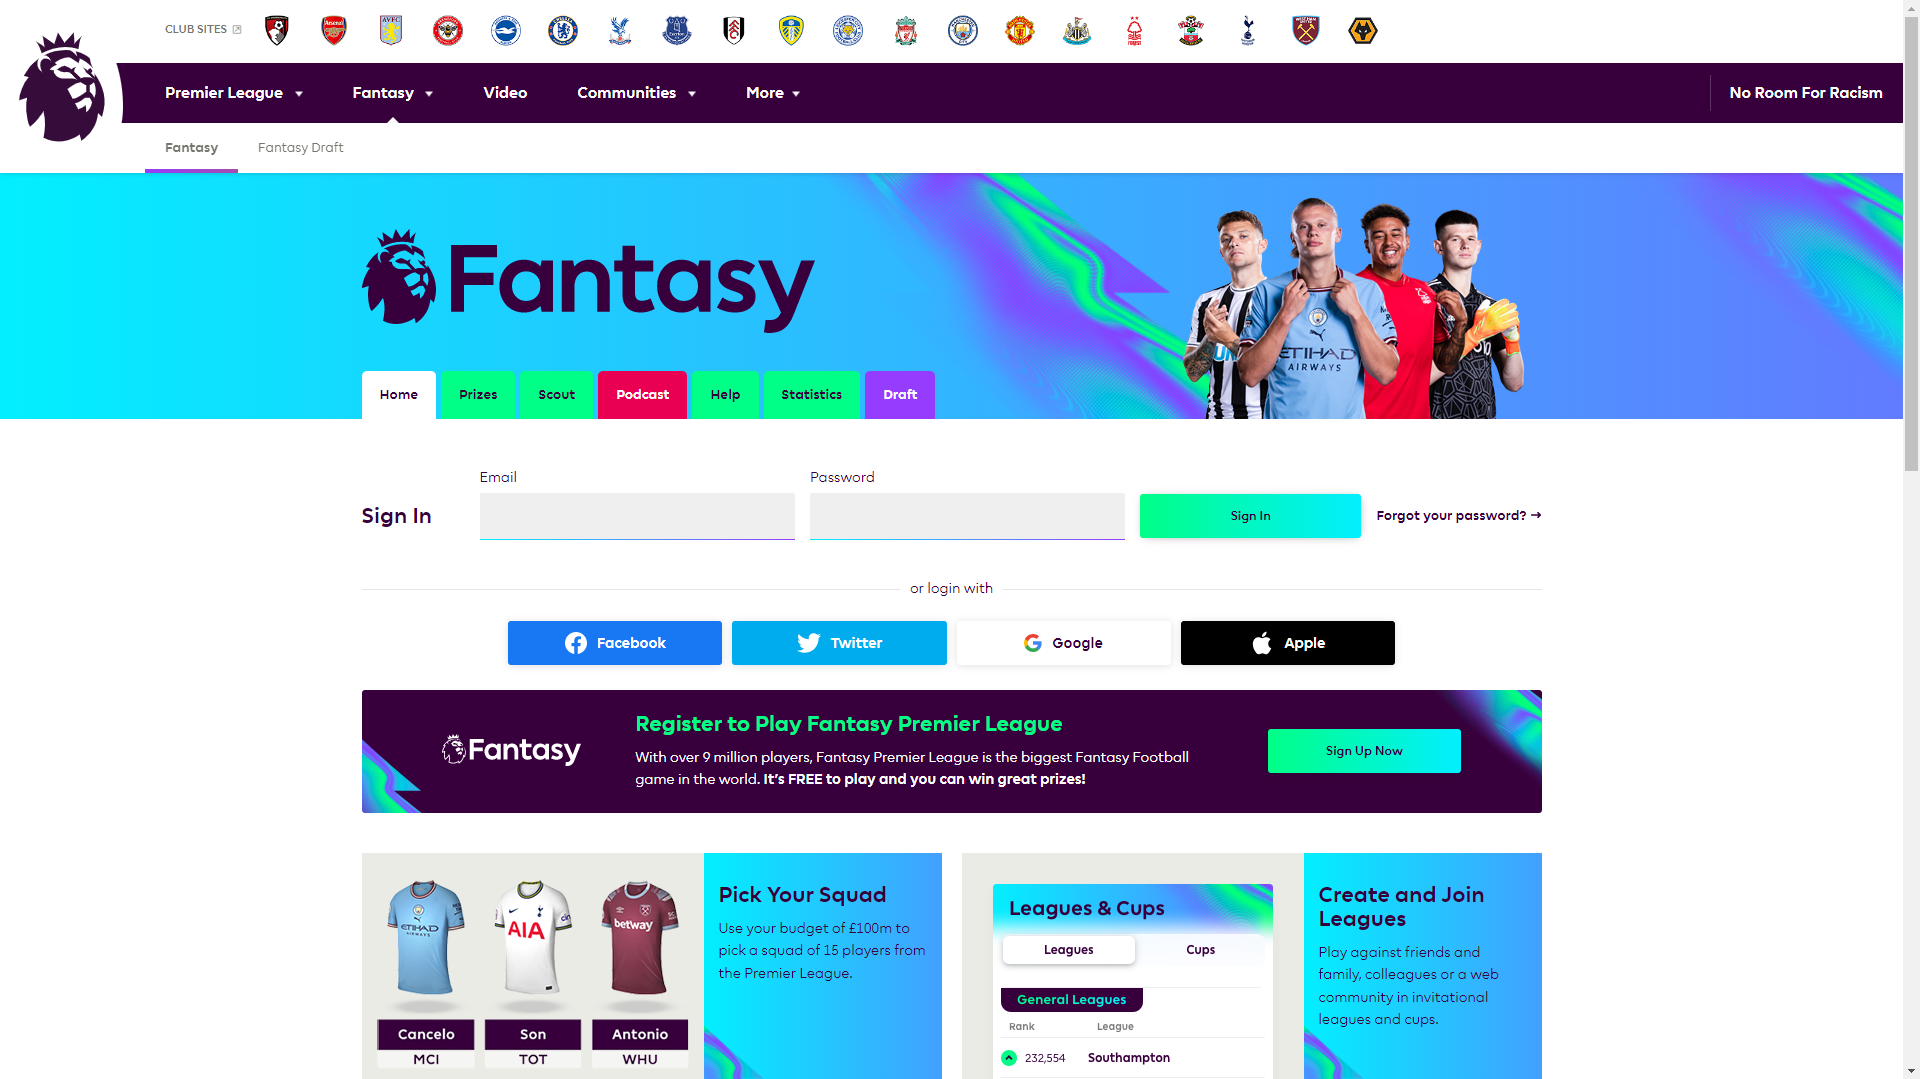 CLUB SITES
Premier League
Fantasy
Video
Communities
More
No Room For Racism
Fantasy
Fantasy Draft
Fantasy
ETIHAD
AIRWAYS
Home
Prizes
Scout
Podcast
Help
Statistics
Draft
Email
Password
Sign In
Sign In
Forgot your password? →
or login with
Facebook
Twitter
Google
Apple
Fantasy
Register to Play Fantasy Premier League
With over 9 million players, Fantasy Premier League is the biggest Fantasy Football
game in the world. It's FREE to play and you can win great prizes!
Sign Up Now
ETIHAD
AIRWAYS
AIA
betway
Cancelo
Son
Antonio
MCI
TOT
WHU
Pick Your Squad
Use your budget of £100m to
pick a squad of 15 players from
the Premier League.
Leagues & Cups
Leagues
Cups
General Leagues
Rank
League
232,554
Southampton
Create and Join
Leagues
Play against friends and
family, colleagues or a web
community in invitational
leagues and cups.